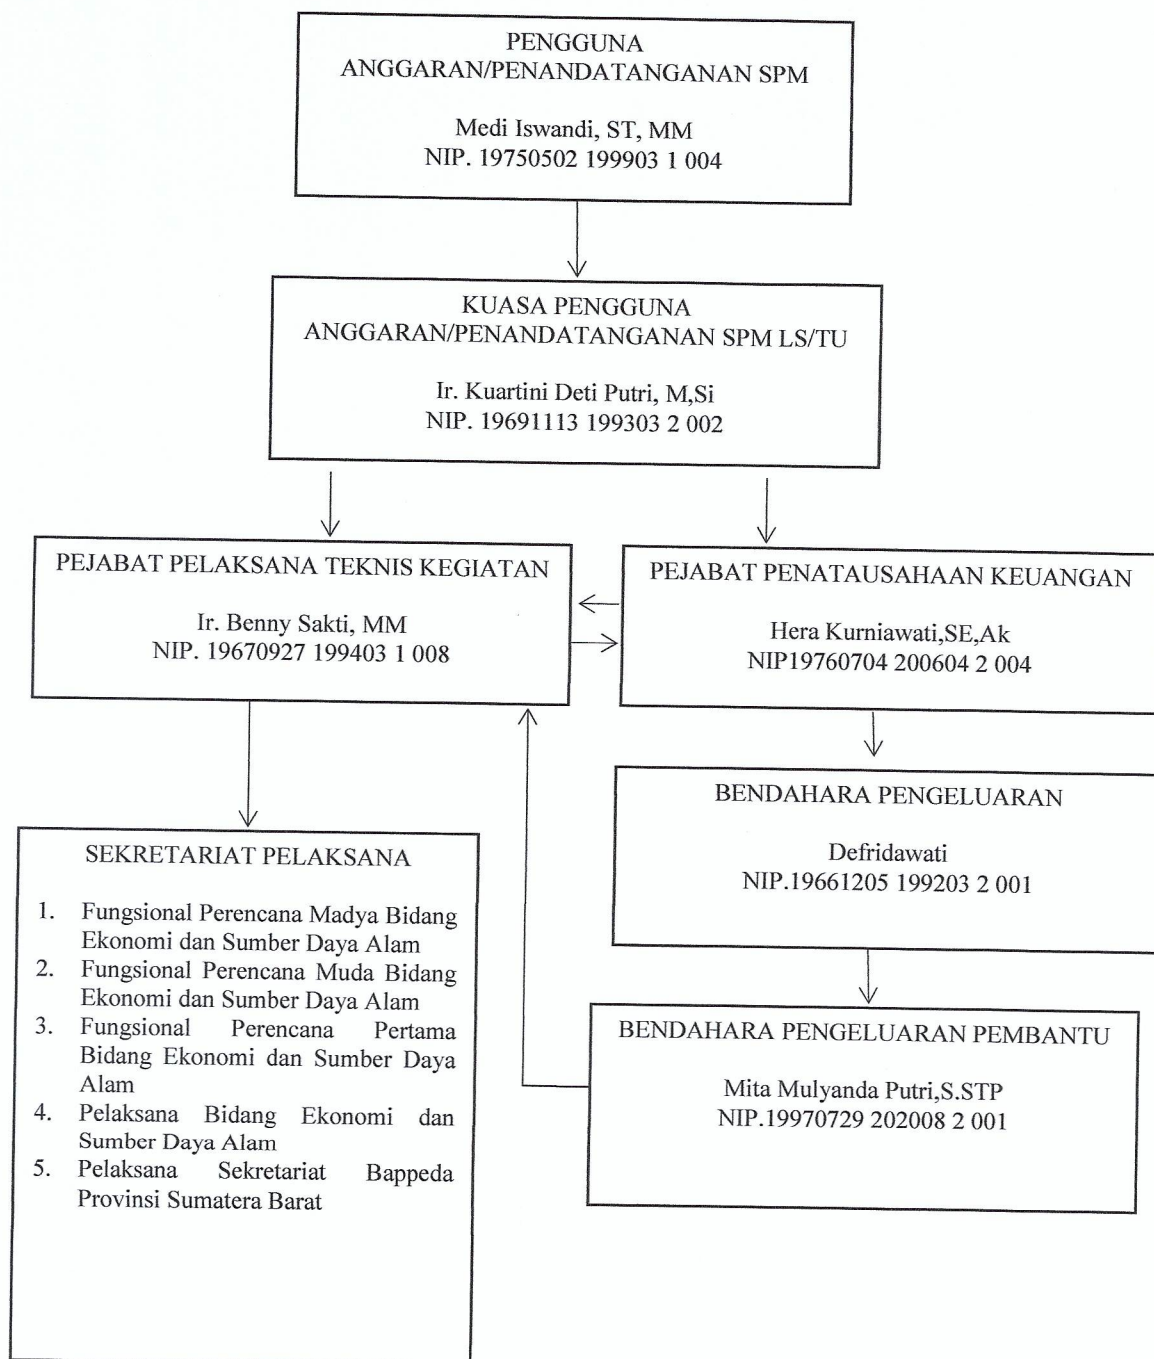 PENGGUNA
ANGGARAN/PENANDATANGANAN SPM
Medi Iswandi, ST, MM
NIP. 19750502 199903 1 004
KUASA PENGGUNA
ANGGARAN/PENANDATANGANAN SPM LS/TU
Ir. Kuartini Deti Putri, M,Si
NIP. 19691113 199303 2 002
PEJABAT PELAKSANA TEKNIS KEGIATAN
Ir. Benny Sakti, MM
NIP. 19670927 199403 1 008
PEJABAT PENATAUSAHAAN KEUANGAN
Hera Kurniawati,SE,Ak
NIP19760704 200604 2 004
BENDAHARA PENGELUARAN
Defridawati
NIP.19661205 199203 2 001
SEKRETARIAT PELAKSANA
1. Fungsional Perencana Madya Bidang
Ekonomi dan Sumber Daya Alam
2. Fungsional Perencana Muda Bidang
Ekonomi dan Sumber Daya Alam
3. Fungsional Perencana Pertama
Bidang Ekonomi dan Sumber Daya
Alam
4. Pelaksana Bidang Ekonomi dan
Sumber Daya Alam
5. Pelaksana Sekretariat Bappeda
Provinsi Sumatera Barat
BENDAHARA PENGELUARAN PEMBANTU
Mita Mulyanda Putri,S.STP
NIP.19970729 202008 2 001